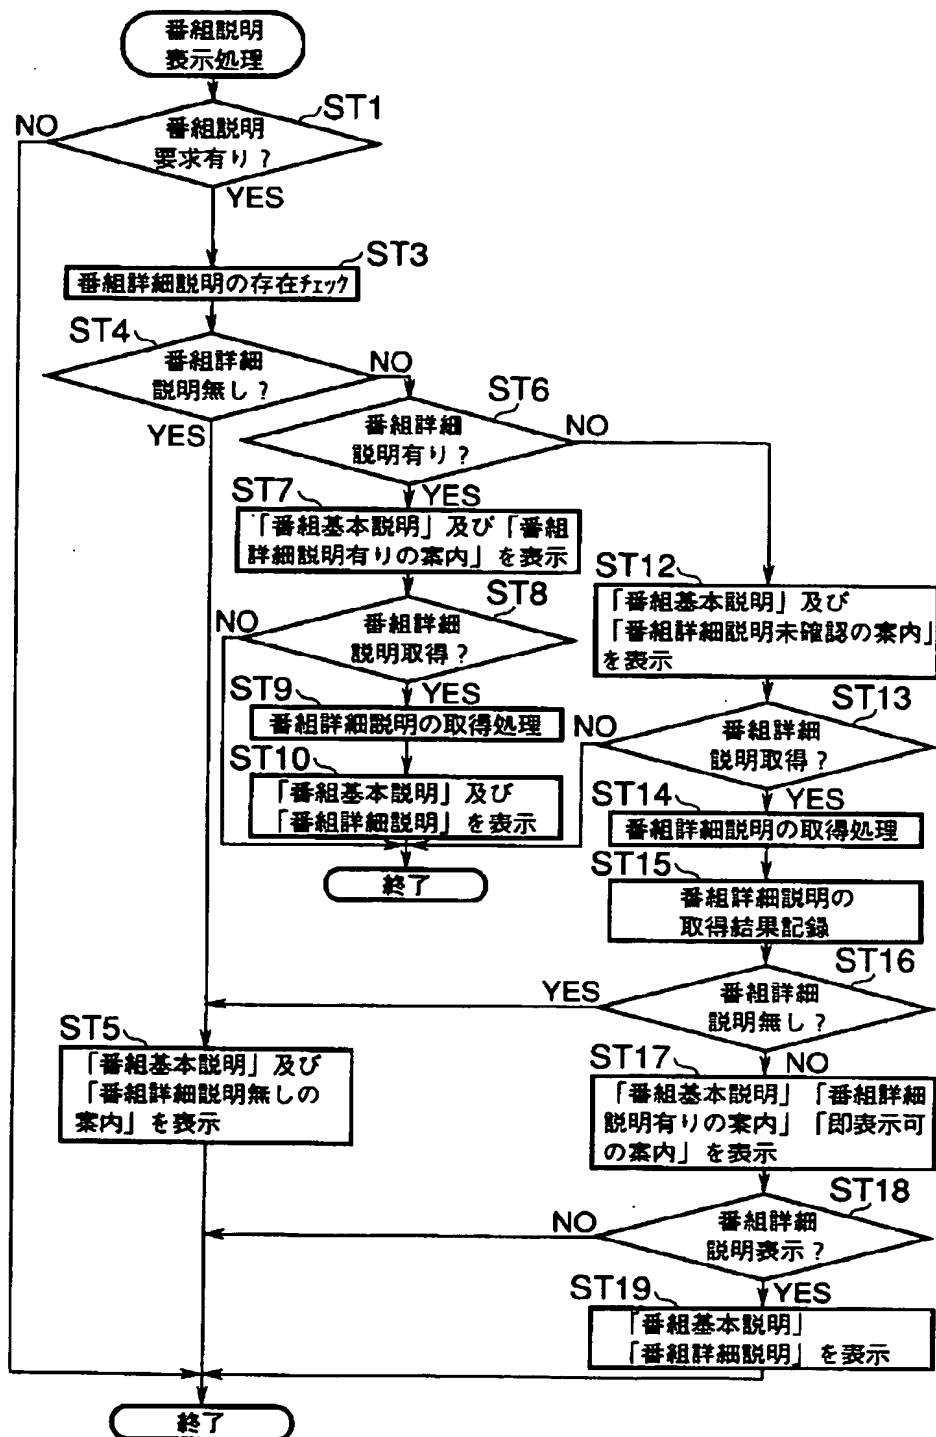 番組説明
表示処理
ST1
NO
番組説明
要求有り?
YES
ST3
番組詳細説明の存在チェック
ST4
番組詳細
説明無し?
NO
YES
ST6
番組詳細
説明有り?
NO
YES
ST7
「番組基本説明」及び「番組
詳細説明有りの案内」を表示
ST8
NO
番組詳細
説明取得?
YES
ST9
番組詳細説明の取得処理
ST10
「番組基本説明」及び
「番組詳細説明」を表示
終了
ST12
「番組基本説明」及び
「番組詳細説明未確認の案内」
を表示
ST13
NO
番組詳細
説明取得?
YES
ST14
番組詳細説明の取得処理
ST15
番組詳細説明の
取得結果記録
ST16
YES
番組詳細
説明無し?
NO
ST5
「番組基本説明」及び
「番組詳細説明無しの
案内」を表示
ST17
「番組基本説明」「番組詳細
説明有りの案内」「即表示可
の案内」を表示
ST18
NO
番組詳細
説明表示?
YES
ST19
「番組基本説明」
「番組詳細説明」を表示
終了